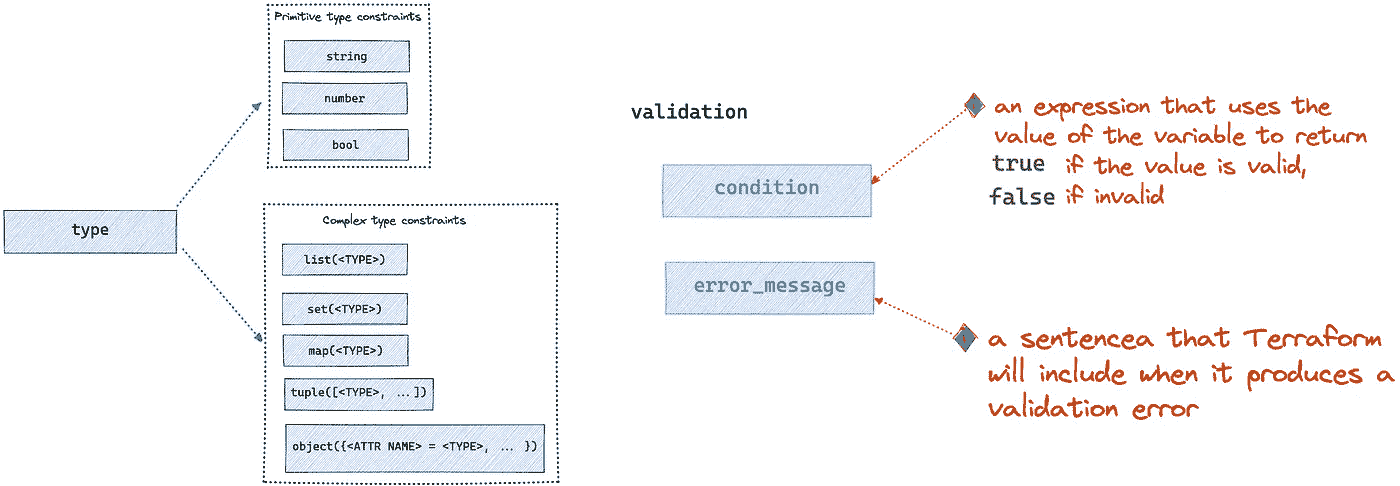 Primitive type constraints
string
number
bool
type
Complex type constraints
list(<TYPE>)
set(<TYPE>)
map(<TYPE>)
tuple([<TYPE>, ...])
object({<ATTR NAME> = <TYPE>, ... })
validation
condition
an expression that uses the
value of the variable to return
true if the value is valid,
false if invalid
error_message
a sentencea that Terraform
will include when it produces a
validation error